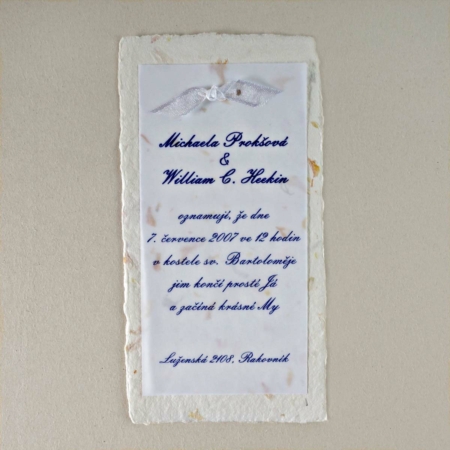 Michaela Prokšová
&
William C. Heekin
oznamují, že dne
7. července 2007 ve 12 hodin
v kostele sv. Bartoloměje
jim končí prosté Já
a začíná krásné My
Luženská 2108, Rakovník